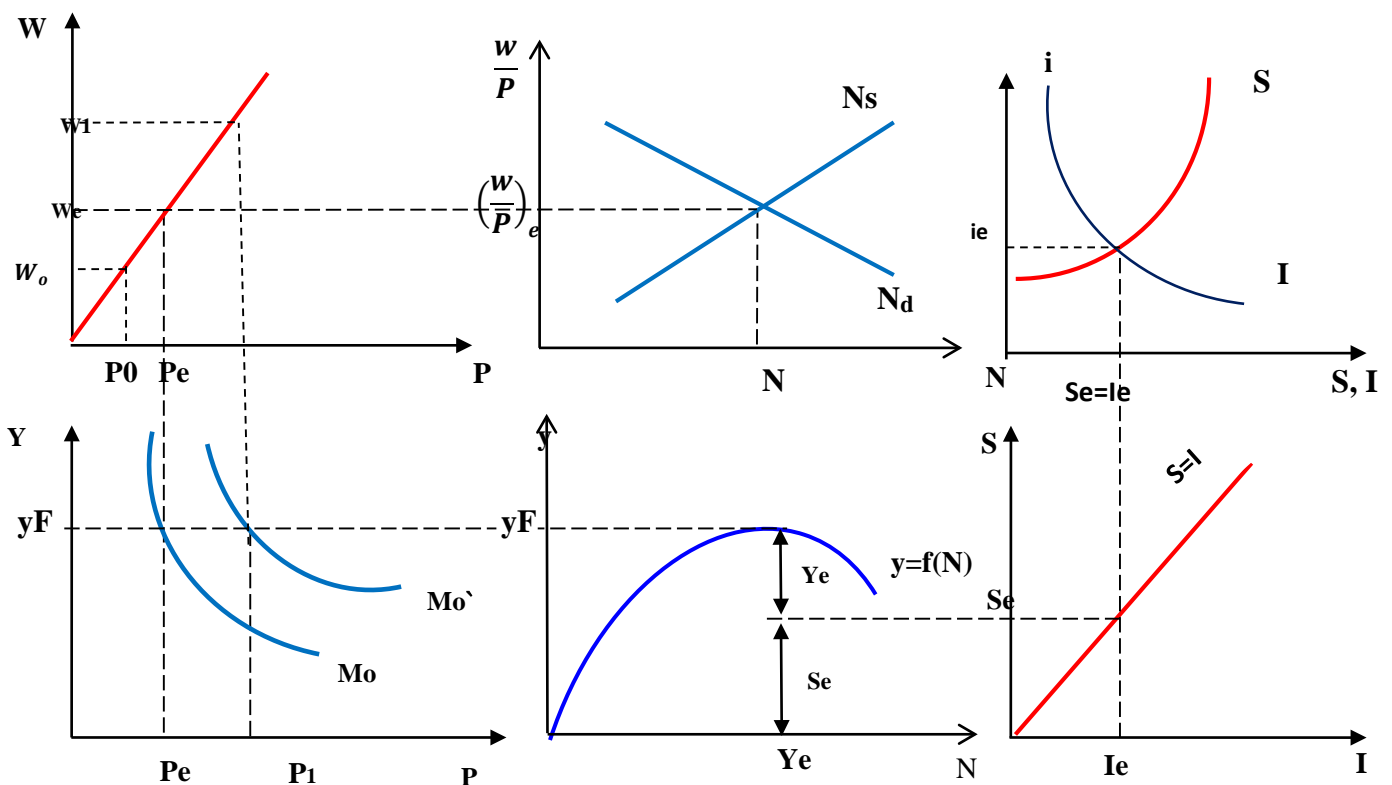 W
W1
We
Wo
P0 Pe
P
w/P
Ns
(w/P)e
Nd
N
i
S
ie
I
N
Se=Ie
S, I
Y
yF
Mo`
Mo
Pe
P1
P
y
yF
y=f(N)
Ye
Se
Ye
N
S
S=I
Se
Ie
I